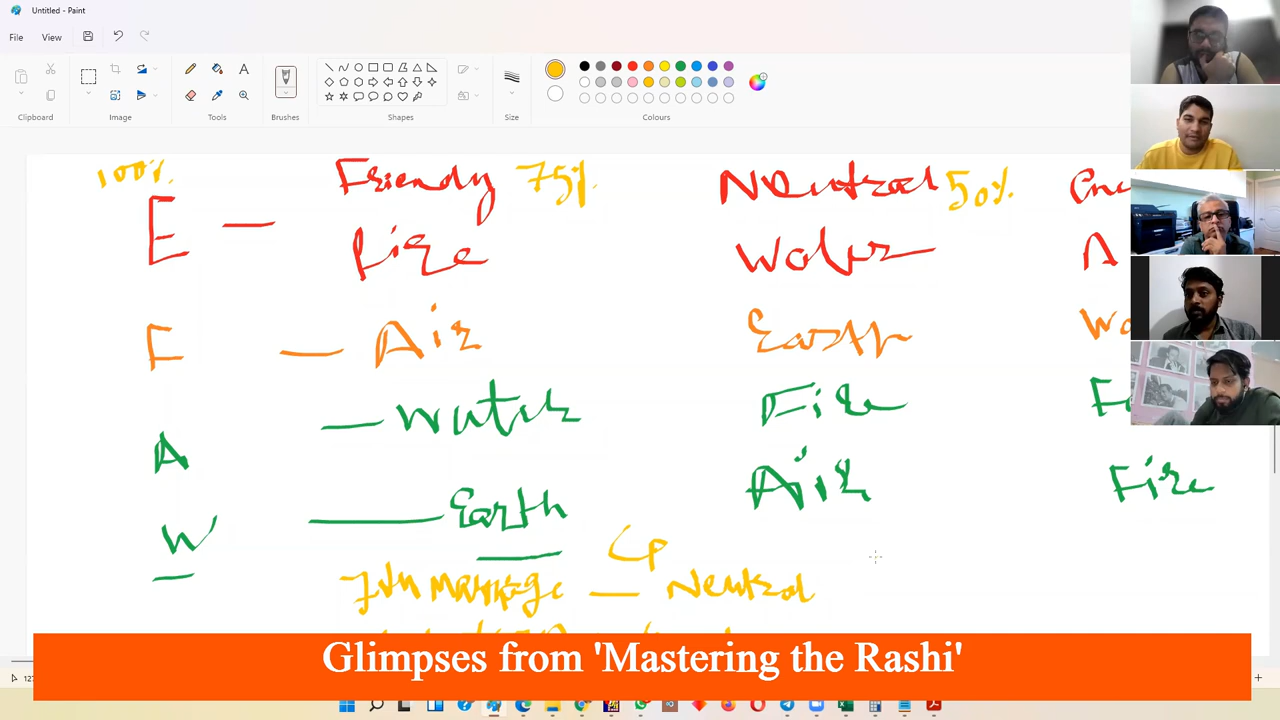 Untitled - Paint
File View
Clipboard Image Tools Brushes Shapes Size Colours
100% Friendly 75% Neutral 50%
E — Fire Water A
F — Air Earth
A — Water Fire
W — Earth Air Fire
7th Marriage — Neutral
Glimpses from 'Mastering the Rashi'